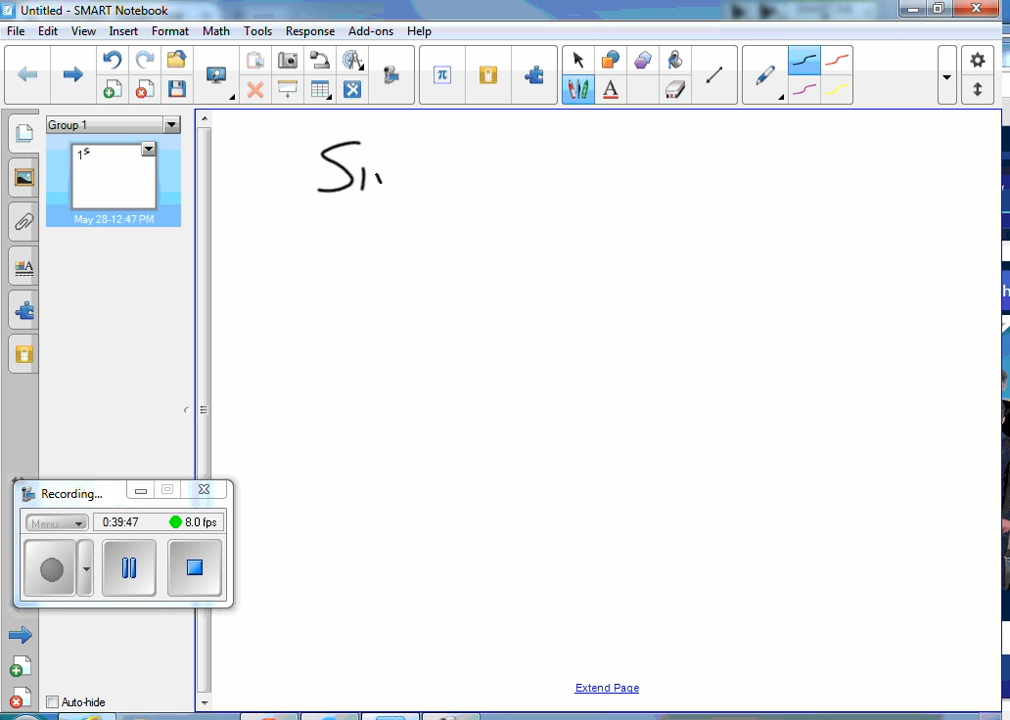 Untitled - SMART Notebook
File Edit View Insert Format Math Tools Response Add-ons Help
π
A
Group 1
May 28-12:47 PM
Recording...
Menu 0:39:47 8.0 fps
Extend Page
Auto-hide